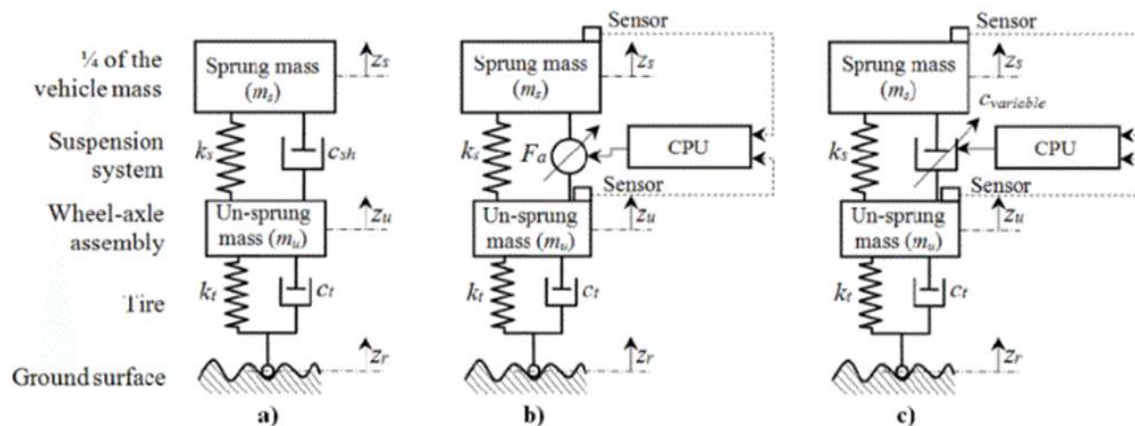 ¼ of the
vehicle mass
Suspension
system
Wheel-axle
assembly
Tire
Ground surface
Sprung mass
(ms)
zs
ks
csh
Un-sprung
mass (mu)
zu
kt
ct
zr
a)
Sensor
Sprung mass
(ms)
zs
ks
Fa
CPU
Sensor
Un-sprung
mass (mu)
zu
kt
ct
zr
b)
Sensor
Sprung mass
(ms)
zs
cvariable
ks
CPU
Sensor
Un-sprung
mass (mu)
zu
kt
ct
zr
c)